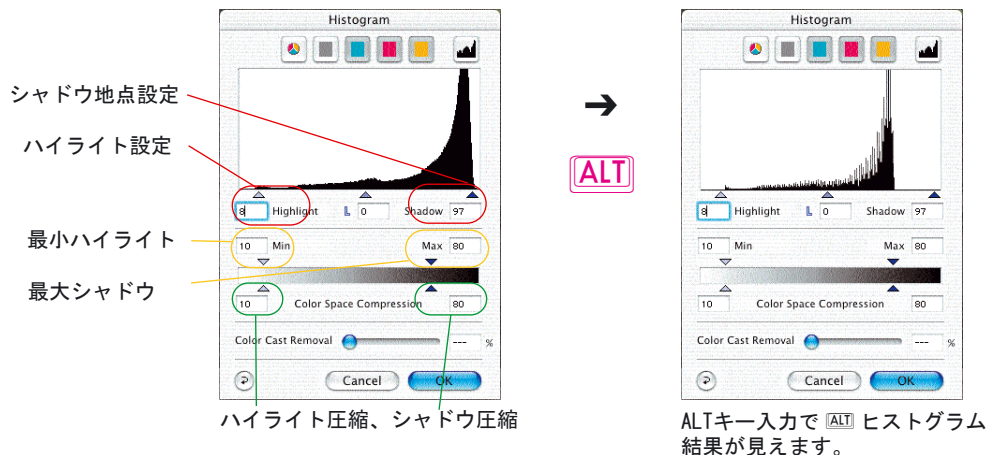 Histogram
シャドウ地点設定
ハイライト設定
8 Highlight L 0 Shadow 97
最小ハイライト
10 Min Max 80
最大シャドウ
10 Color Space Compression 80
Color Cast Removal --- %
Cancel OK
ハイライト圧縮、シャドウ圧縮
➔
ALT
Histogram
8 Highlight L 0 Shadow 97
10 Min Max 80
10 Color Space Compression 80
Color Cast Removal --- %
Cancel OK
ALTキー入力で ALT ヒストグラム
結果が見えます。